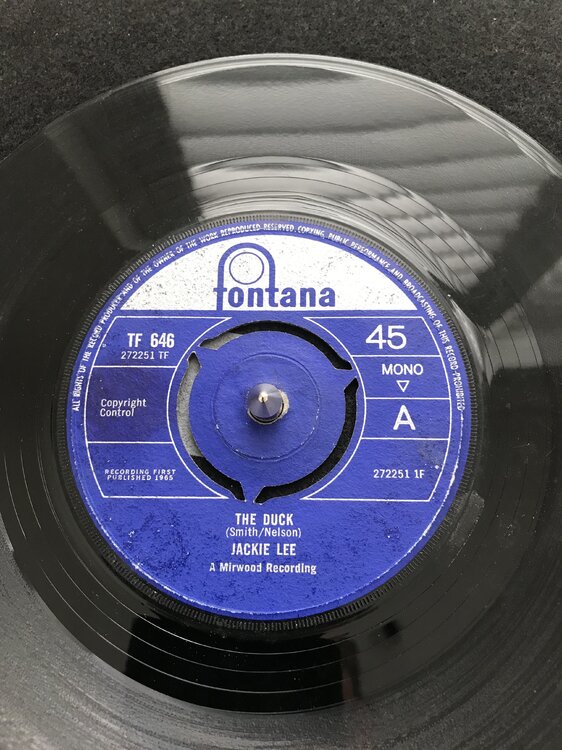 ALL RIGHTS OF THE RECORD PRODUCER AND OF THE OWNER OF THE WORK REPRODUCED RESERVED. COPYING, PUBLIC PERFORMANCE AND BROADCASTING OF THIS RECORD PROHIBITED
fontana
TF 646
272251 TF
45
MONO
Copyright
Control
A
RECORDING FIRST
PUBLISHED 1965
272251 1F
THE DUCK
(Smith/Nelson)
JACKIE LEE
A Mirwood Recording